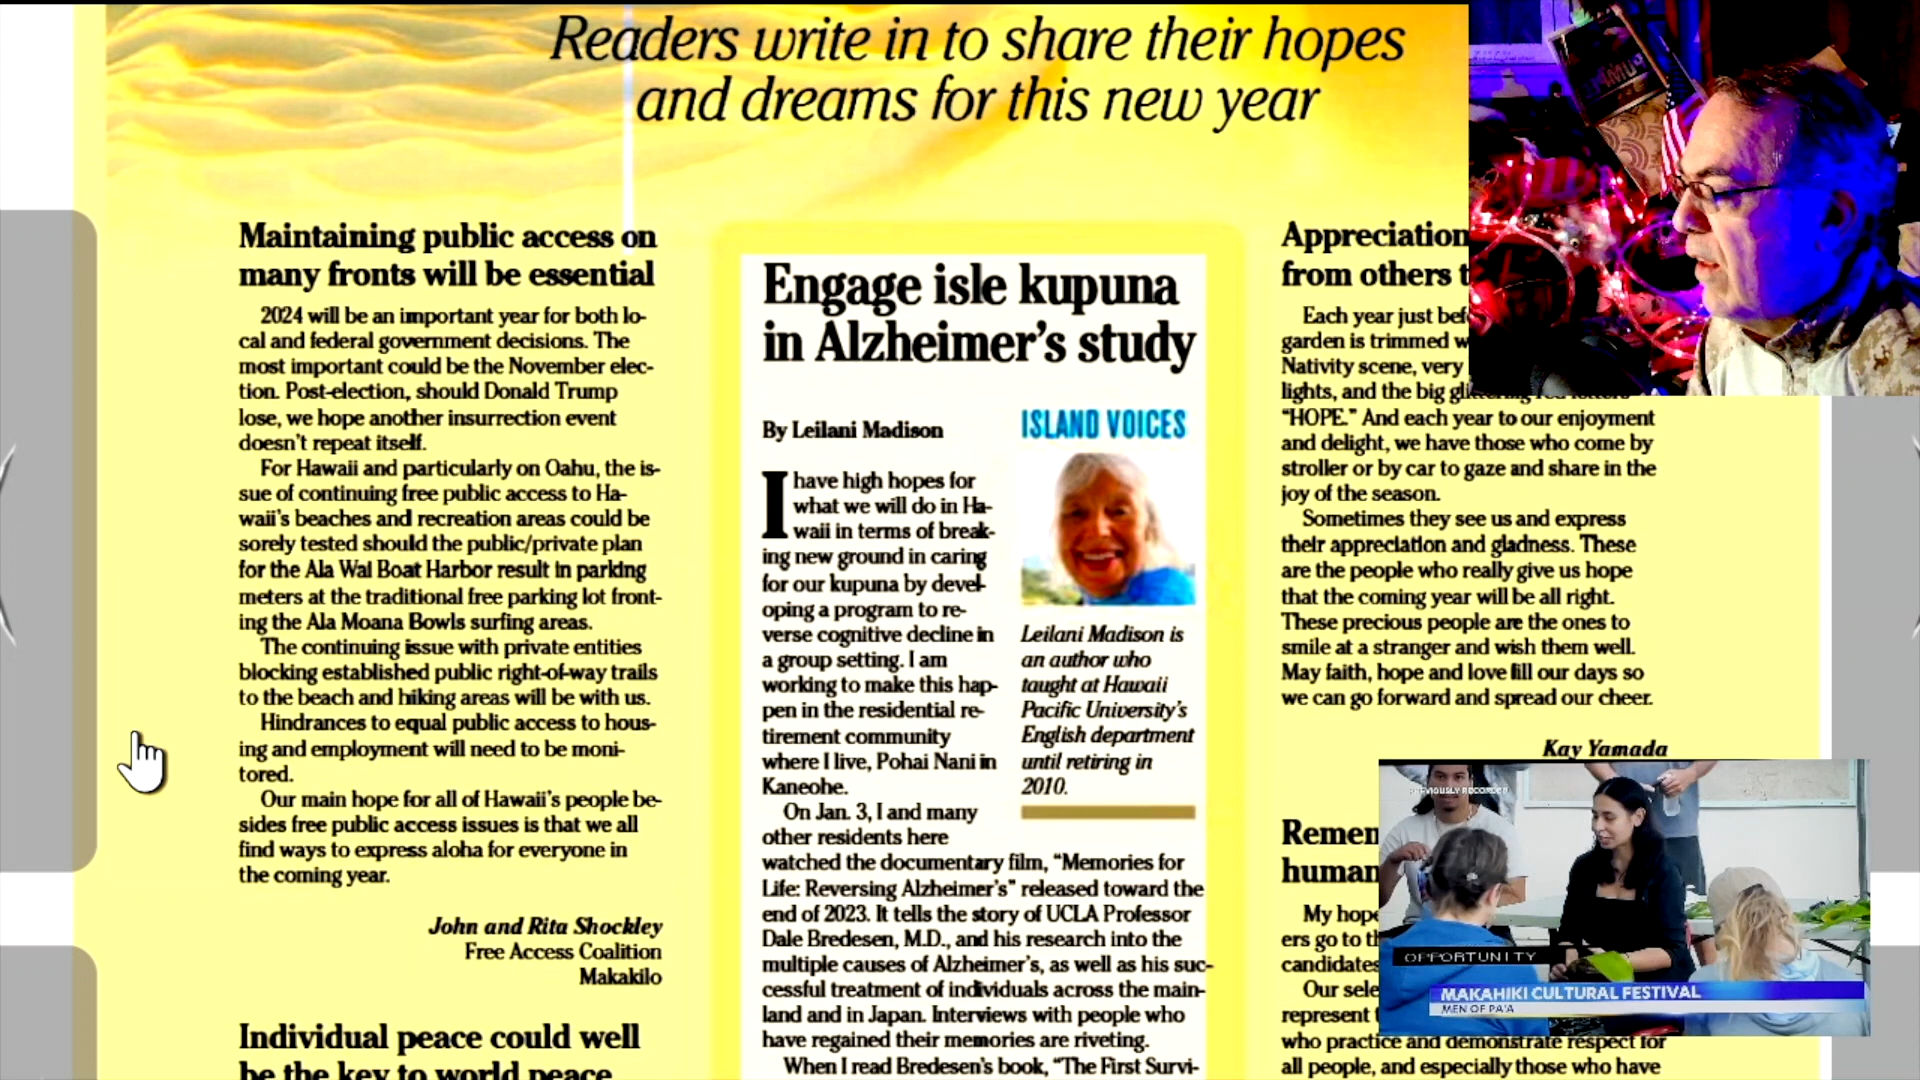 Readers write in to share their hopes
and dreams for this new year
Maintaining public access on
many fronts will be essential
2024 will be an important year for both lo-
cal and federal government decisions. The
most important could be the November elec-
tion. Post-election, should Donald Trump
lose, we hope another insurrection event
doesn't repeat itself.
For Hawaii and particularly on Oahu, the is-
sue of continuing free public access to Ha-
waii's beaches and recreation areas could be
sorely tested should the public/private plan
for the Ala Wai Boat Harbor result in parking
meters at the traditional free parking lot front-
ing the Ala Moana Bowls surfing areas.
The continuing issue with private entities
blocking established public right-of-way trails
to the beach and hiking areas will be with us.
Hindrances to equal public access to hous-
ing and employment will need to be moni-
tored.
Our main hope for all of Hawaii's people be-
sides free public access issues is that we all
find ways to express aloha for everyone in
the coming year.
John and Rita Shockley
Free Access Coalition
Makakilo
Individual peace could well
be the key to world peace
Engage isle kupuna
in Alzheimer's study
By Leilani Madison
I have high hopes for
what we will do in Ha-
waii in terms of break-
ing new ground in caring
for our kupuna by devel-
oping a program to re-
verse cognitive decline in
a group setting. I am
working to make this hap-
pen in the residential re-
tirement community
where I live, Pohai Nani in
Kaneohe.
On Jan. 3, I and many
other residents here
watched the documentary film, "Memories for
Life: Reversing Alzheimer's" released toward the
end of 2023. It tells the story of UCLA Professor
Dale Bredesen, M.D., and his research into the
multiple causes of Alzheimer's, as well as his suc-
cessful treatment of individuals across the main-
land and in Japan. Interviews with people who
have regained their memories are riveting.
When I read Bredesen's book, "The First Survi-
ISLAND VOICES
Leilani Madison is
an author who
taught at Hawaii
Pacific University's
English department
until retiring in
2010.
Appreciation
from others
Each year just
garden is trimmed
Nativity scene, very
lights, and the big
"HOPE." And each year to our enjoyment
and delight, we have those who come by
stroller or by car to gaze and share in the
joy of the season.
Sometimes they see us and express
their appreciation and gladness. These
are the people who really give us hope
that the coming year will be all right.
These precious people are the ones to
smile at a stranger and wish them well.
May faith, hope and love fill our days so
we can go forward and spread our cheer.
Kay Yamada
My hope
ers go to
candidates
Our
represent
who practice and demonstrate respect for
all people, and especially those who have
PREVIOUSLY RECORDED
OPPORTUNITY
MAKAHIKI CULTURAL FESTIVAL
MEN OF PA'A